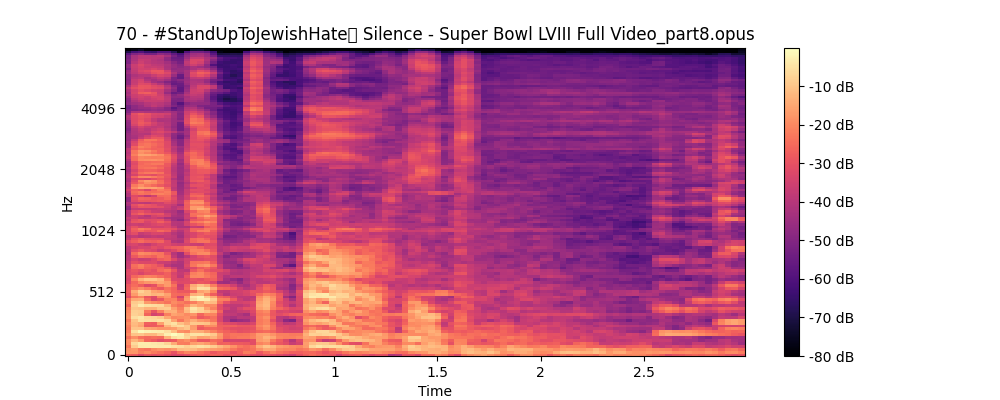 70 - #StandUpToJewishHate▯ Silence - Super Bowl LVIII Full Video_part8.opus
Hz
4096
2048
1024
512
0
0
0.5
1
1.5
2
2.5
Time
-10 dB
-20 dB
-30 dB
-40 dB
-50 dB
-60 dB
-70 dB
-80 dB